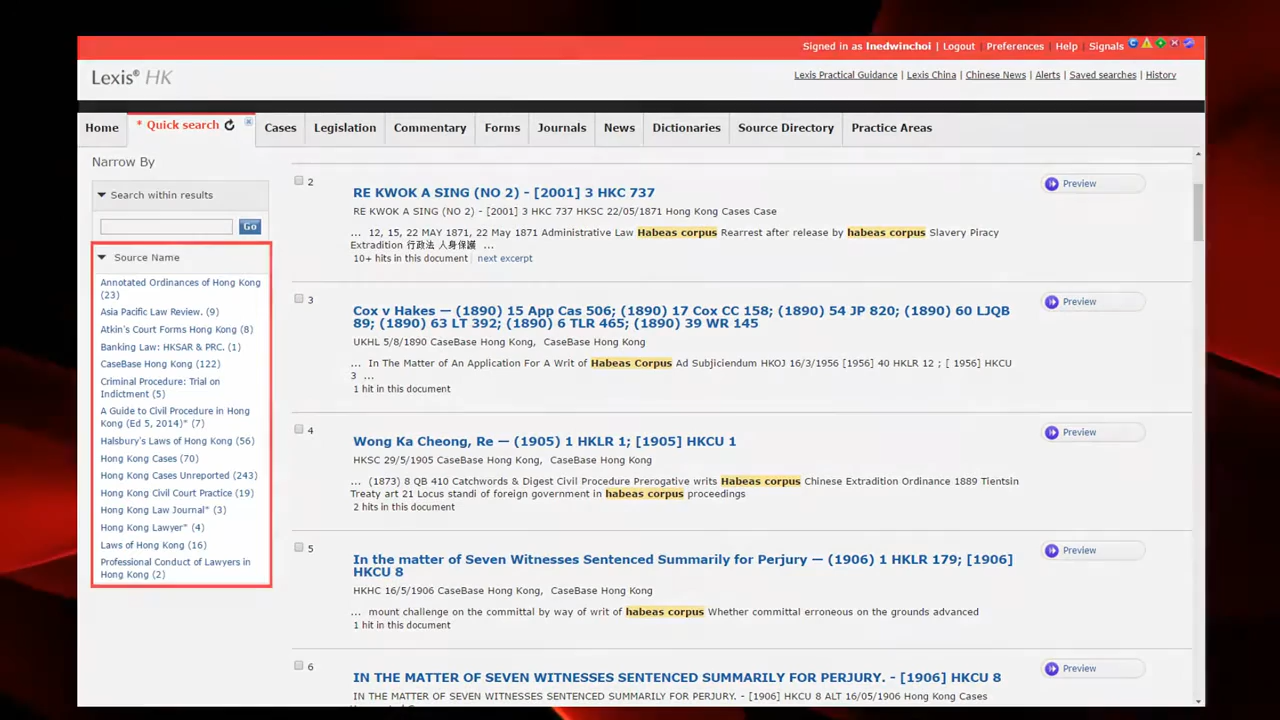 Signed in as lnedwinchoi | Logout | Preferences | Help | Signals
Lexis® HK
Lexis Practical Guidance | Lexis China | Chinese News | Alerts | Saved searches | History
Home
* Quick search
Cases
Legislation
Commentary
Forms
Journals
News
Dictionaries
Source Directory
Practice Areas
Narrow By
Search within results
Go
Source Name
Annotated Ordinances of Hong Kong
(23)
Asia Pacific Law Review. (9)
Atkin's Court Forms Hong Kong (8)
Banking Law: HKSAR & PRC. (1)
CaseBase Hong Kong (122)
Criminal Procedure: Trial on
Indictment (5)
A Guide to Civil Procedure in Hong
Kong (Ed 5, 2014)" (7)
Halsbury's Laws of Hong Kong (56)
Hong Kong Cases (70)
Hong Kong Cases Unreported (243)
Hong Kong Civil Court Practice (19)
Hong Kong Law Journal" (3)
Hong Kong Lawyer" (4)
Laws of Hong Kong (16)
Professional Conduct of Lawyers in
Hong Kong (2)
2
RE KWOK A SING (NO 2) - [2001] 3 HKC 737
Preview
RE KWOK A SING (NO 2) - [2001] 3 HKC 737 HKSC 22/05/1871 Hong Kong Cases Case
... 12, 15, 22 MAY 1871, 22 May 1871 Administrative Law Habeas corpus Rearrest after release by habeas corpus Slavery Piracy
Extradition 行政法 人身保護 ...
10+ hits in this document | next excerpt
3
Cox v Hakes — (1890) 15 App Cas 506; (1890) 17 Cox CC 158; (1890) 54 JP 820; (1890) 60 LJQB
89; (1890) 63 LT 392; (1890) 6 TLR 465; (1890) 39 WR 145
Preview
UKHL 5/8/1890 CaseBase Hong Kong, CaseBase Hong Kong
... In The Matter of An Application For A Writ of Habeas Corpus Ad Subjiciendum HKOJ 16/3/1956 [1956] 40 HKLR 12 ; [ 1956] HKCU
3 ...
1 hit in this document
4
Wong Ka Cheong, Re — (1905) 1 HKLR 1; [1905] HKCU 1
Preview
HKSC 29/5/1905 CaseBase Hong Kong, CaseBase Hong Kong
... (1873) 8 QB 410 Catchwords & Digest Civil Procedure Prerogative writs Habeas corpus Chinese Extradition Ordinance 1889 Tientsin
Treaty art 21 Locus standi of foreign government in habeas corpus proceedings
2 hits in this document
5
In the matter of Seven Witnesses Sentenced Summarily for Perjury — (1906) 1 HKLR 179; [1906]
HKCU 8
Preview
HKHC 16/5/1906 CaseBase Hong Kong, CaseBase Hong Kong
... mount challenge on the committal by way of writ of habeas corpus Whether committal erroneous on the grounds advanced
1 hit in this document
6
IN THE MATTER OF SEVEN WITNESSES SENTENCED SUMMARILY FOR PERJURY. - [1906] HKCU 8
Preview
IN THE MATTER OF SEVEN WITNESSES SENTENCED SUMMARILY FOR PERJURY. - [1906] HKCU 8 ALT 16/05/1906 Hong Kong Cases